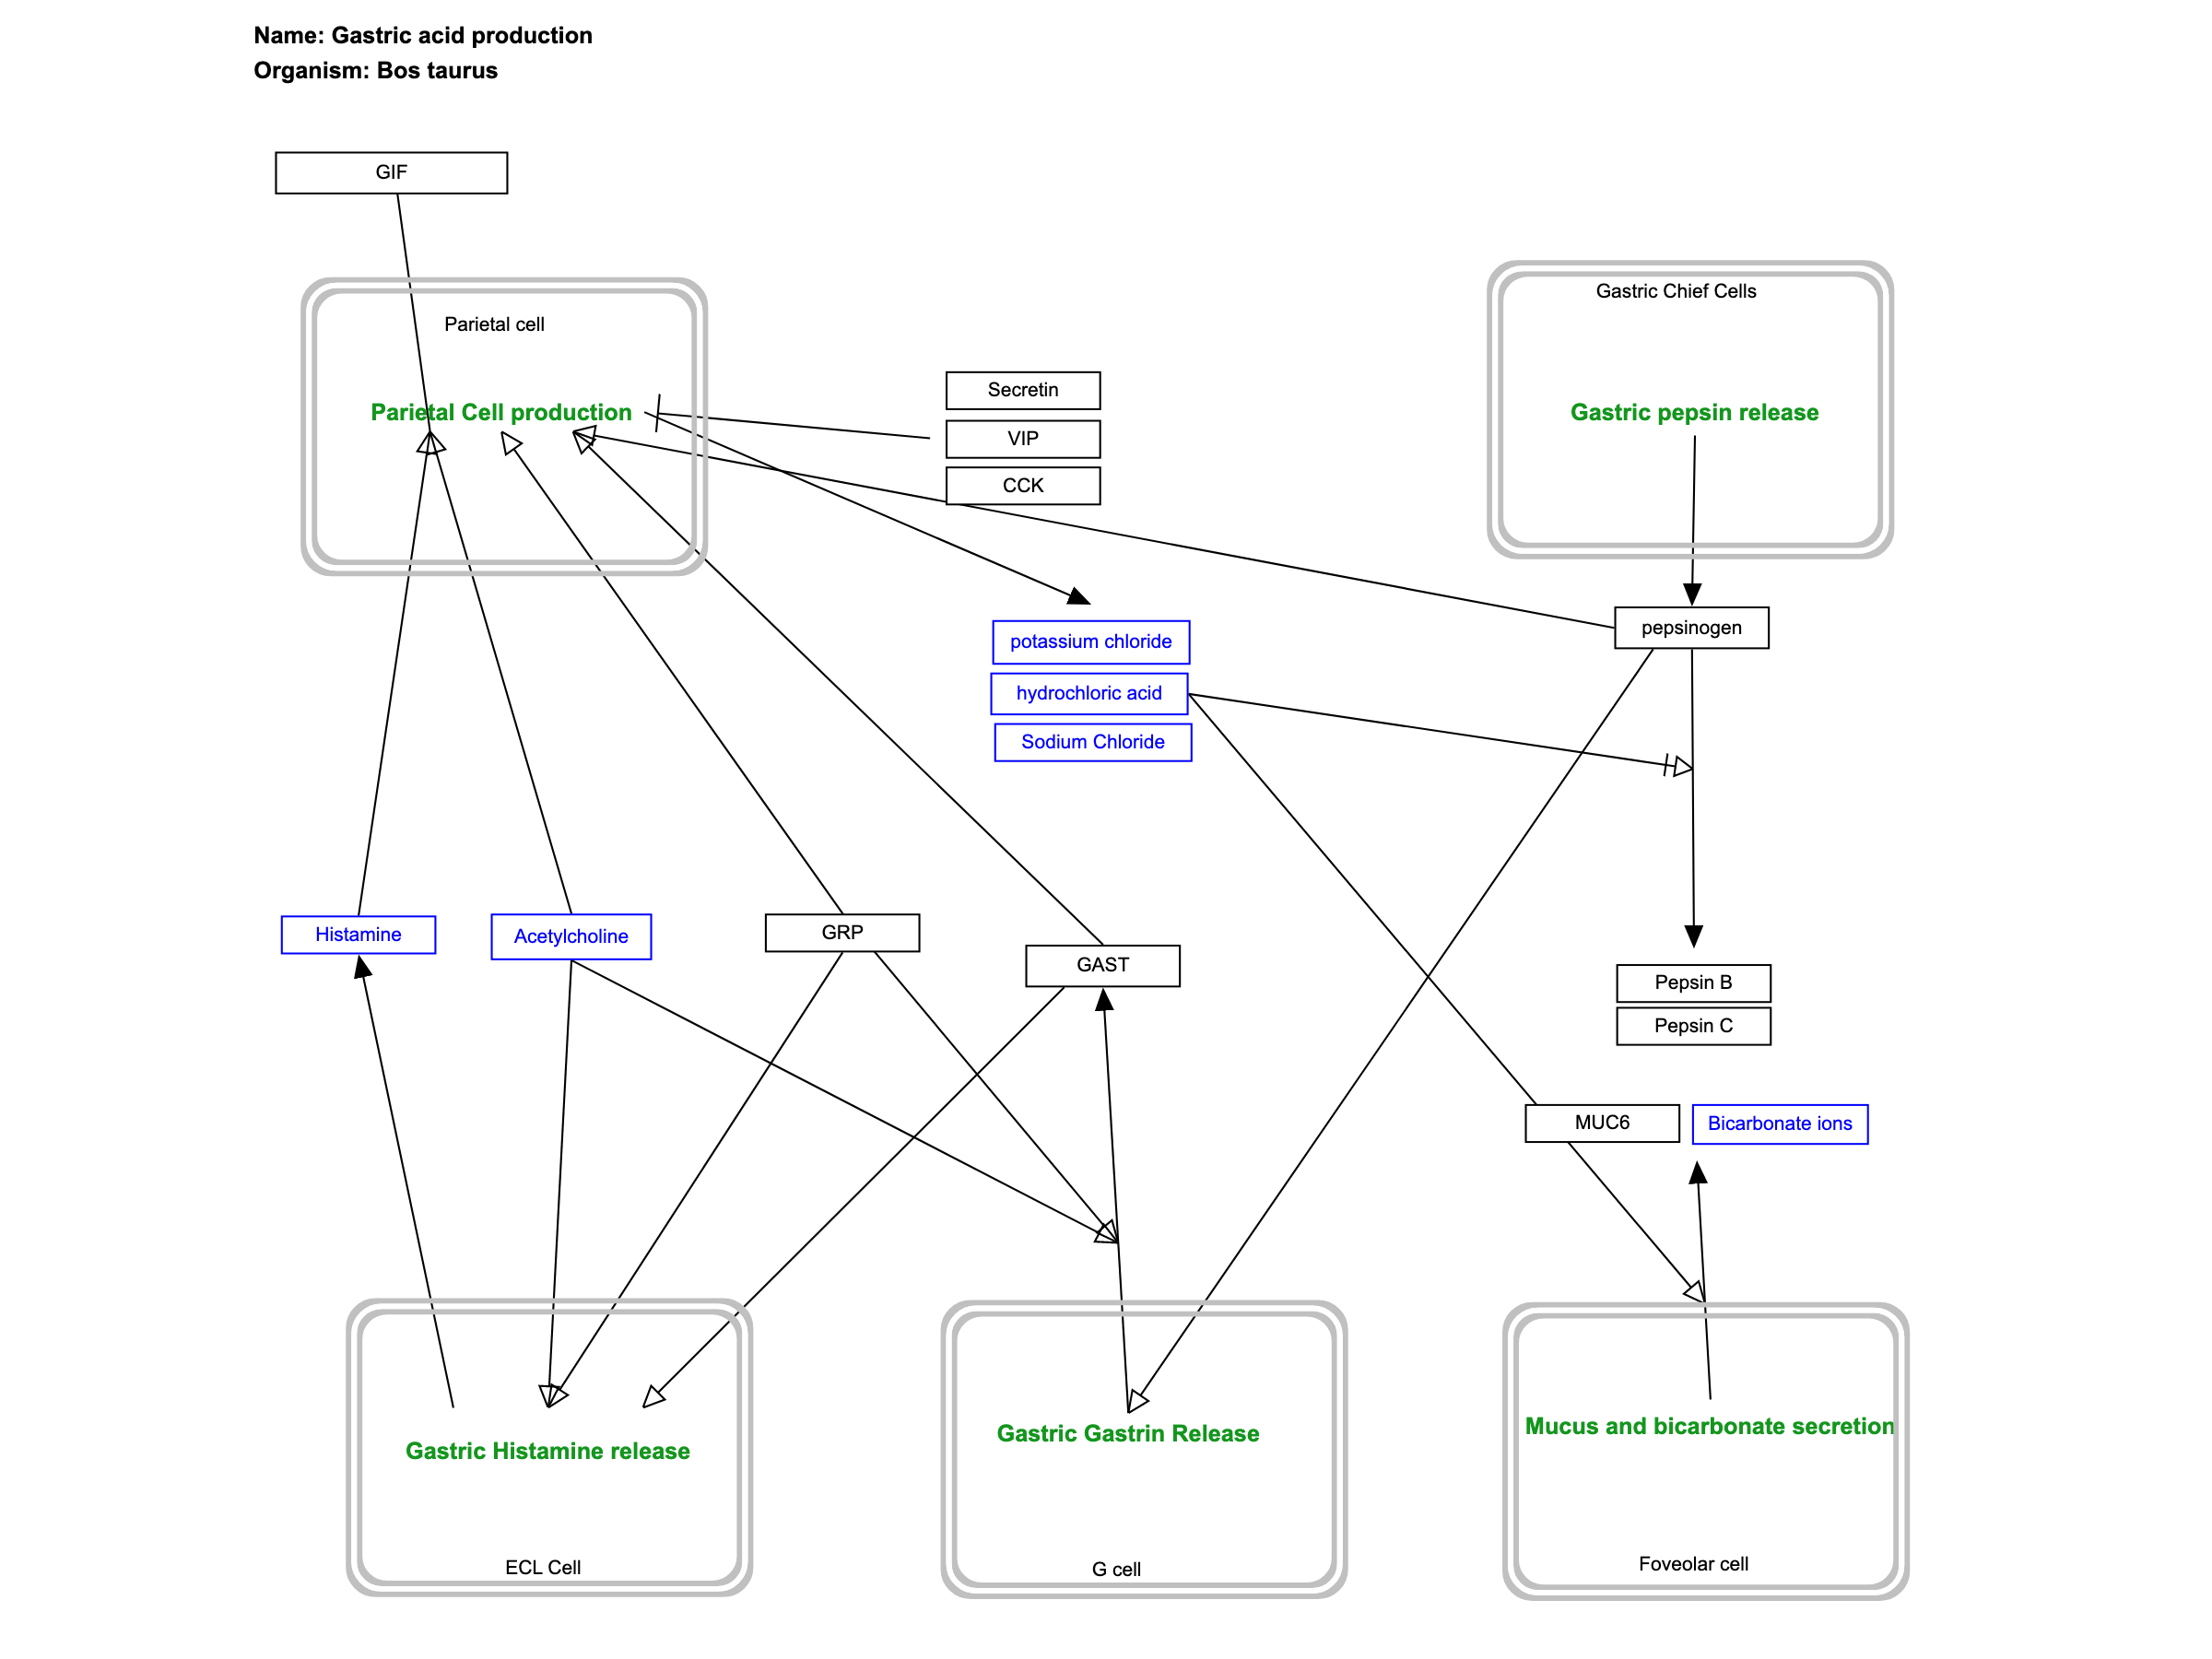 Name: Gastric acid production
Organism: Bos taurus
GIF
Gastric Chief Cells
Parietal cell
Secretin
Parietal Cell production
Gastric pepsin release
VIP
CCK
pepsinogen
potassium chloride
hydrochloric acid
Sodium Chloride
Histamine
Acetylcholine
GRP
GAST
Pepsin B
Pepsin C
MUC6
Bicarbonate ions
Gastric Histamine release
Gastric Gastrin Release
Mucus and bicarbonate secretion
ECL Cell
G cell
Foveolar cell